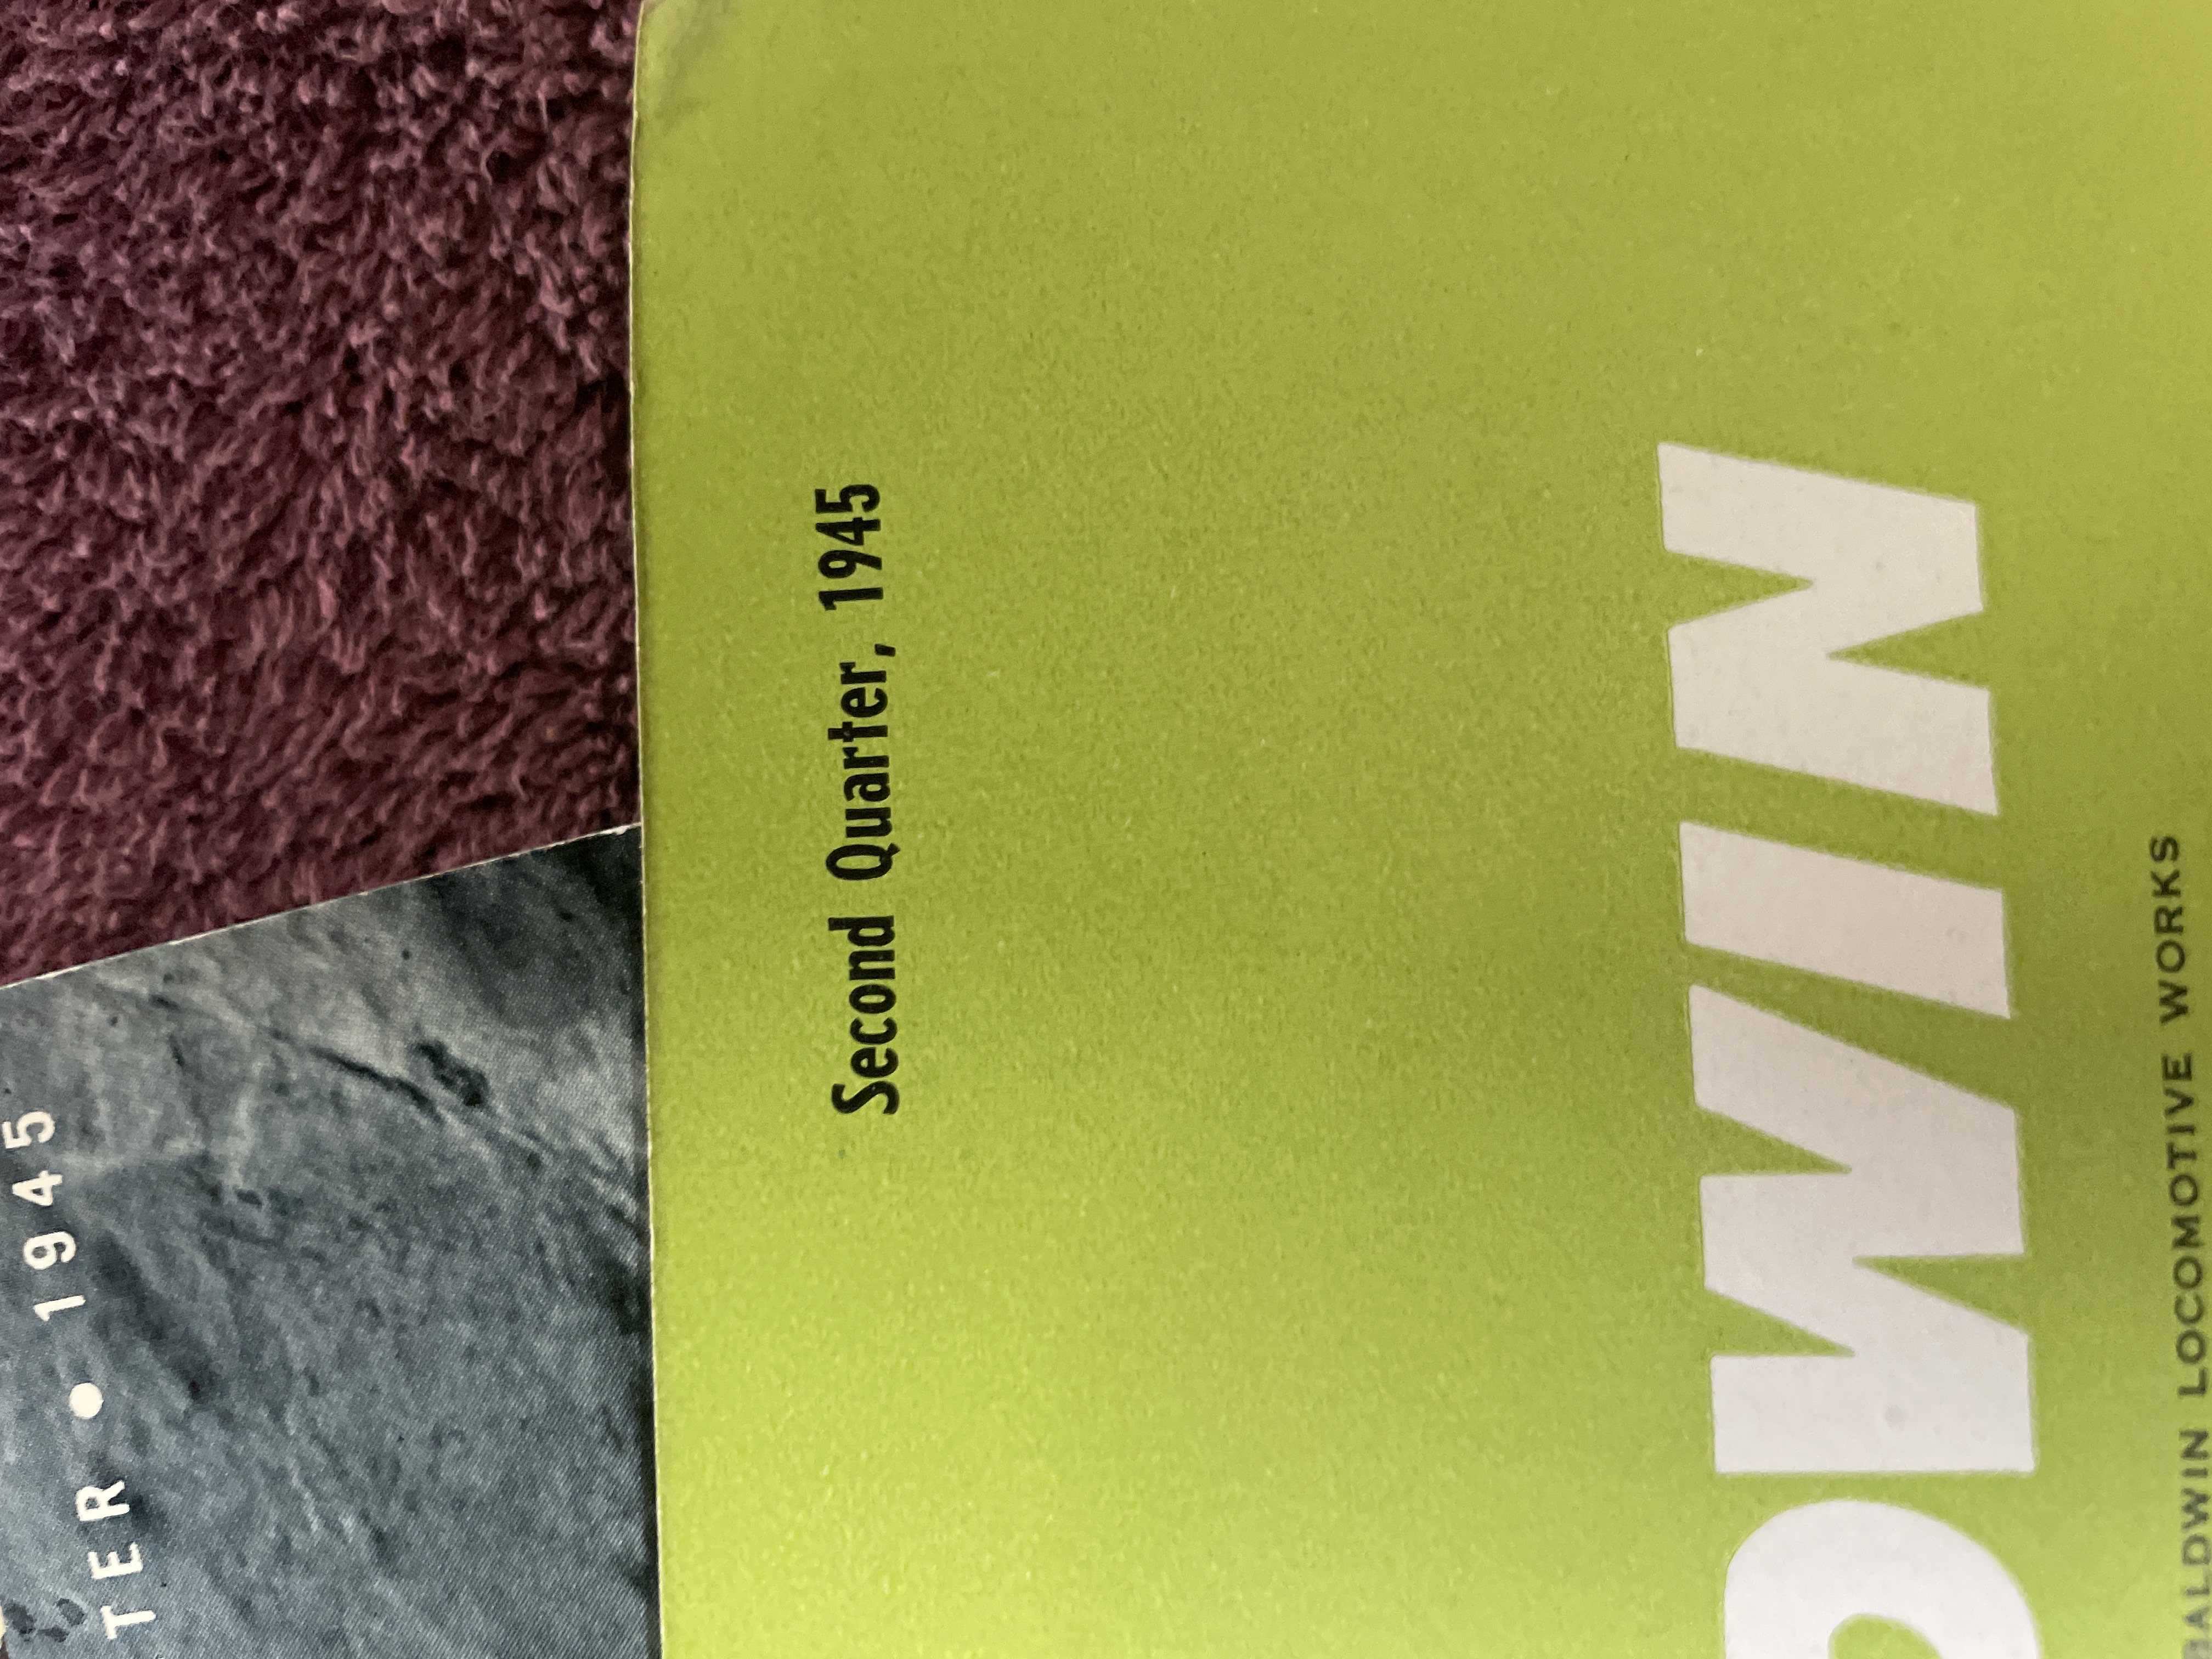 TER • 1945
Second Quarter, 1945
DWIN
BALDWIN LOCOMOTIVE WORKS